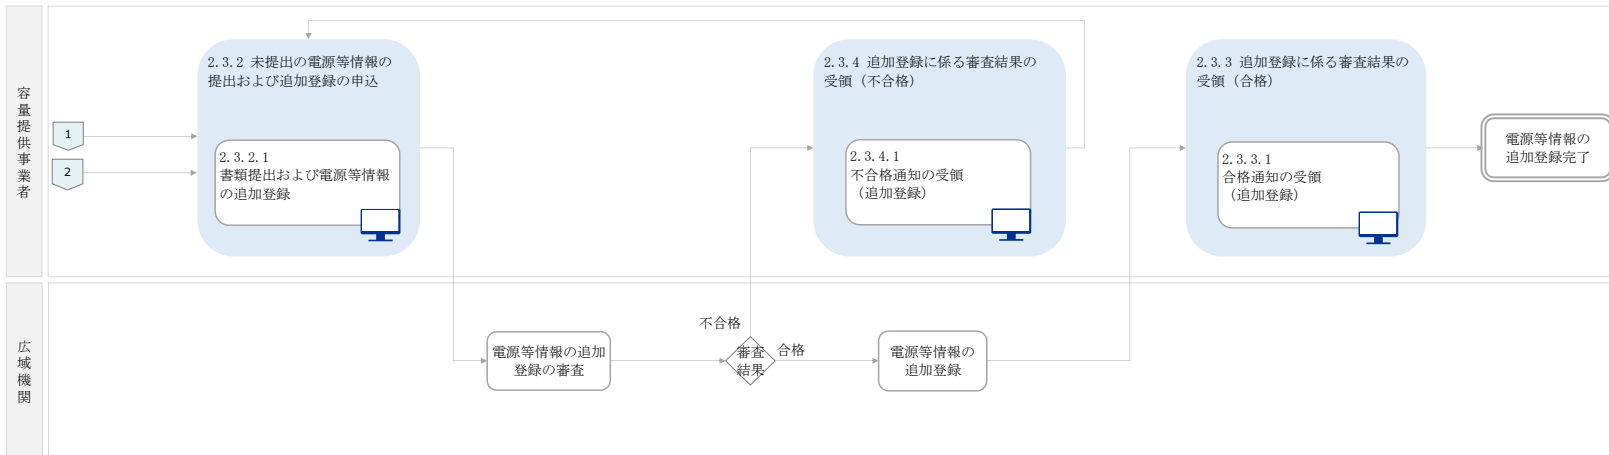 容量提供事業者
1
2
2.3.2 未提出の電源等情報の
提出および追加登録の申込
2.3.2.1
書類提出および電源等情報
の追加登録
2.3.4 追加登録に係る審査結果の
受領（不合格）
2.3.4.1
不合格通知の受領
（追加登録）
2.3.3 追加登録に係る審査結果の
受領（合格）
2.3.3.1
合格通知の受領
（追加登録）
電源等情報の
追加登録完了
広域機関
電源等情報の追加
登録の審査
不合格
審査
結果
合格
電源等情報の
追加登録